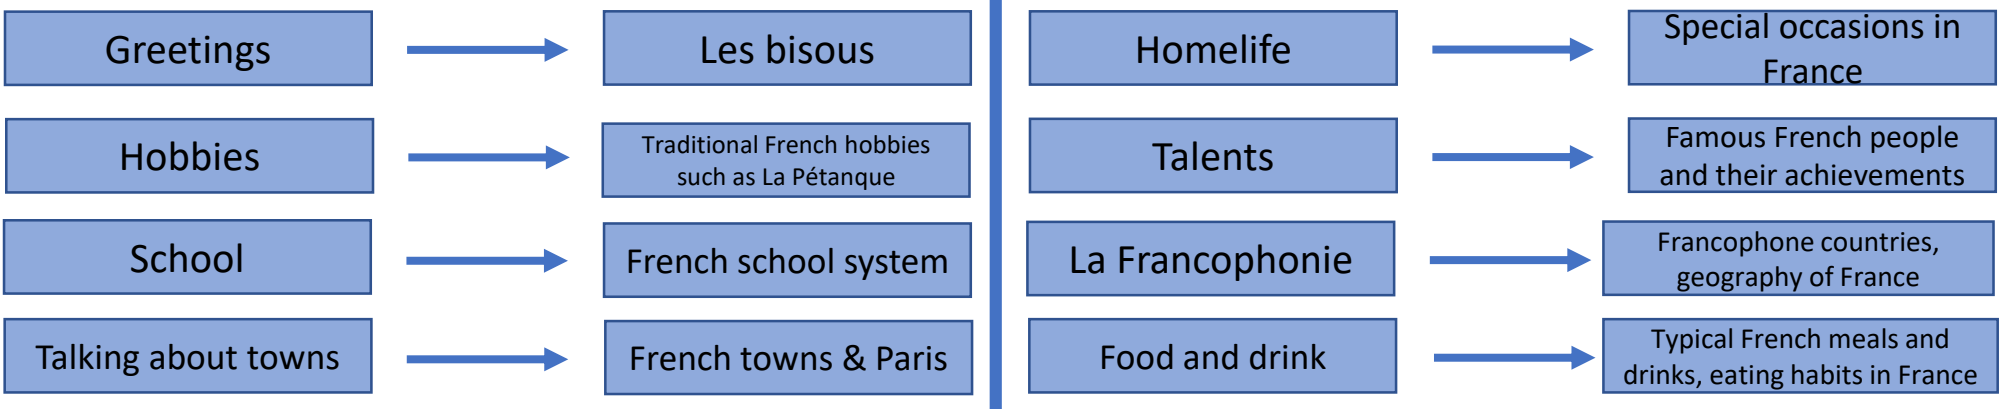 Greetings
Les bisous
Hobbies
Traditional French hobbies
such as La Pétanque
School
French school system
Talking about towns
French towns & Paris
Homelife
Special occasions in
France
Talents
Famous French people
and their achievements
La Francophonie
Francophone countries,
geography of France
Food and drink
Typical French meals and
drinks, eating habits in France